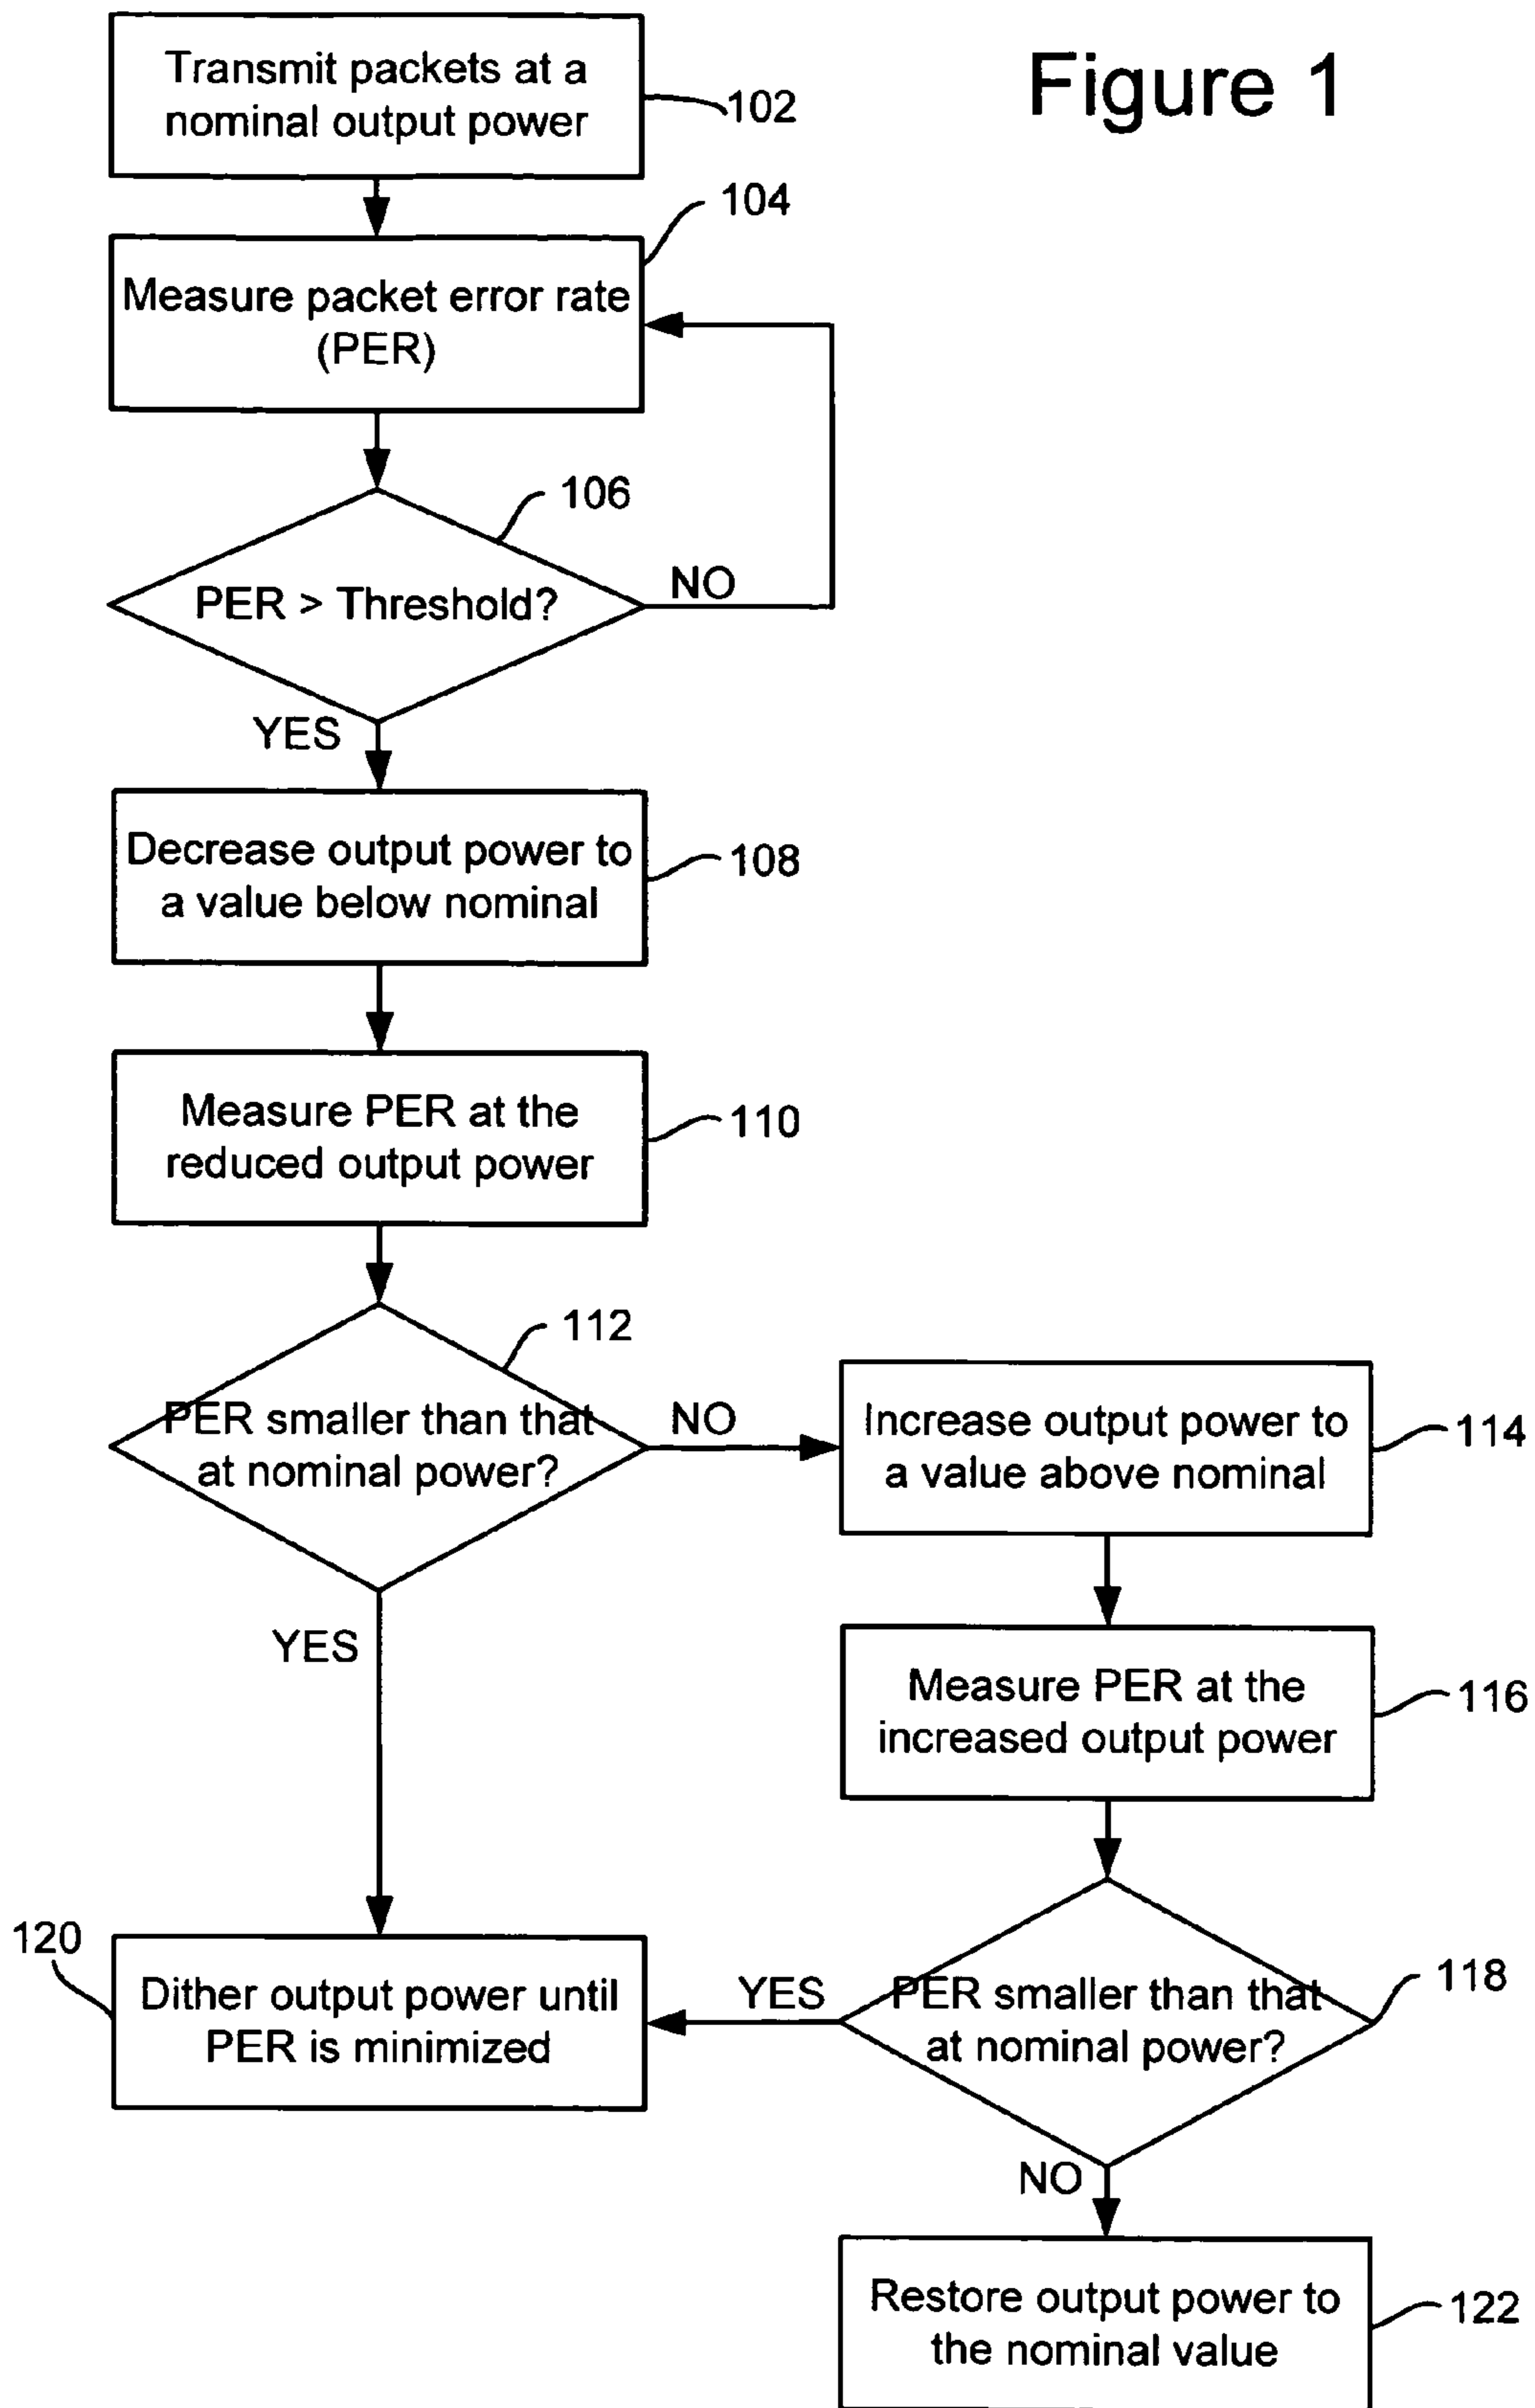 Figure 1
Transmit packets at a
nominal output power
102
104
Measure packet error rate
(PER)
106
PER > Threshold?
NO
YES
Decrease output power to
a value below nominal
108
Measure PER at the
reduced output power
110
112
PER smaller than that
at nominal power?
NO
Increase output power to
a value above nominal
114
YES
Measure PER at the
increased output power
116
120
Dither output power until
PER is minimized
YES
PER smaller than that
at nominal power?
118
NO
Restore output power to
the nominal value
122